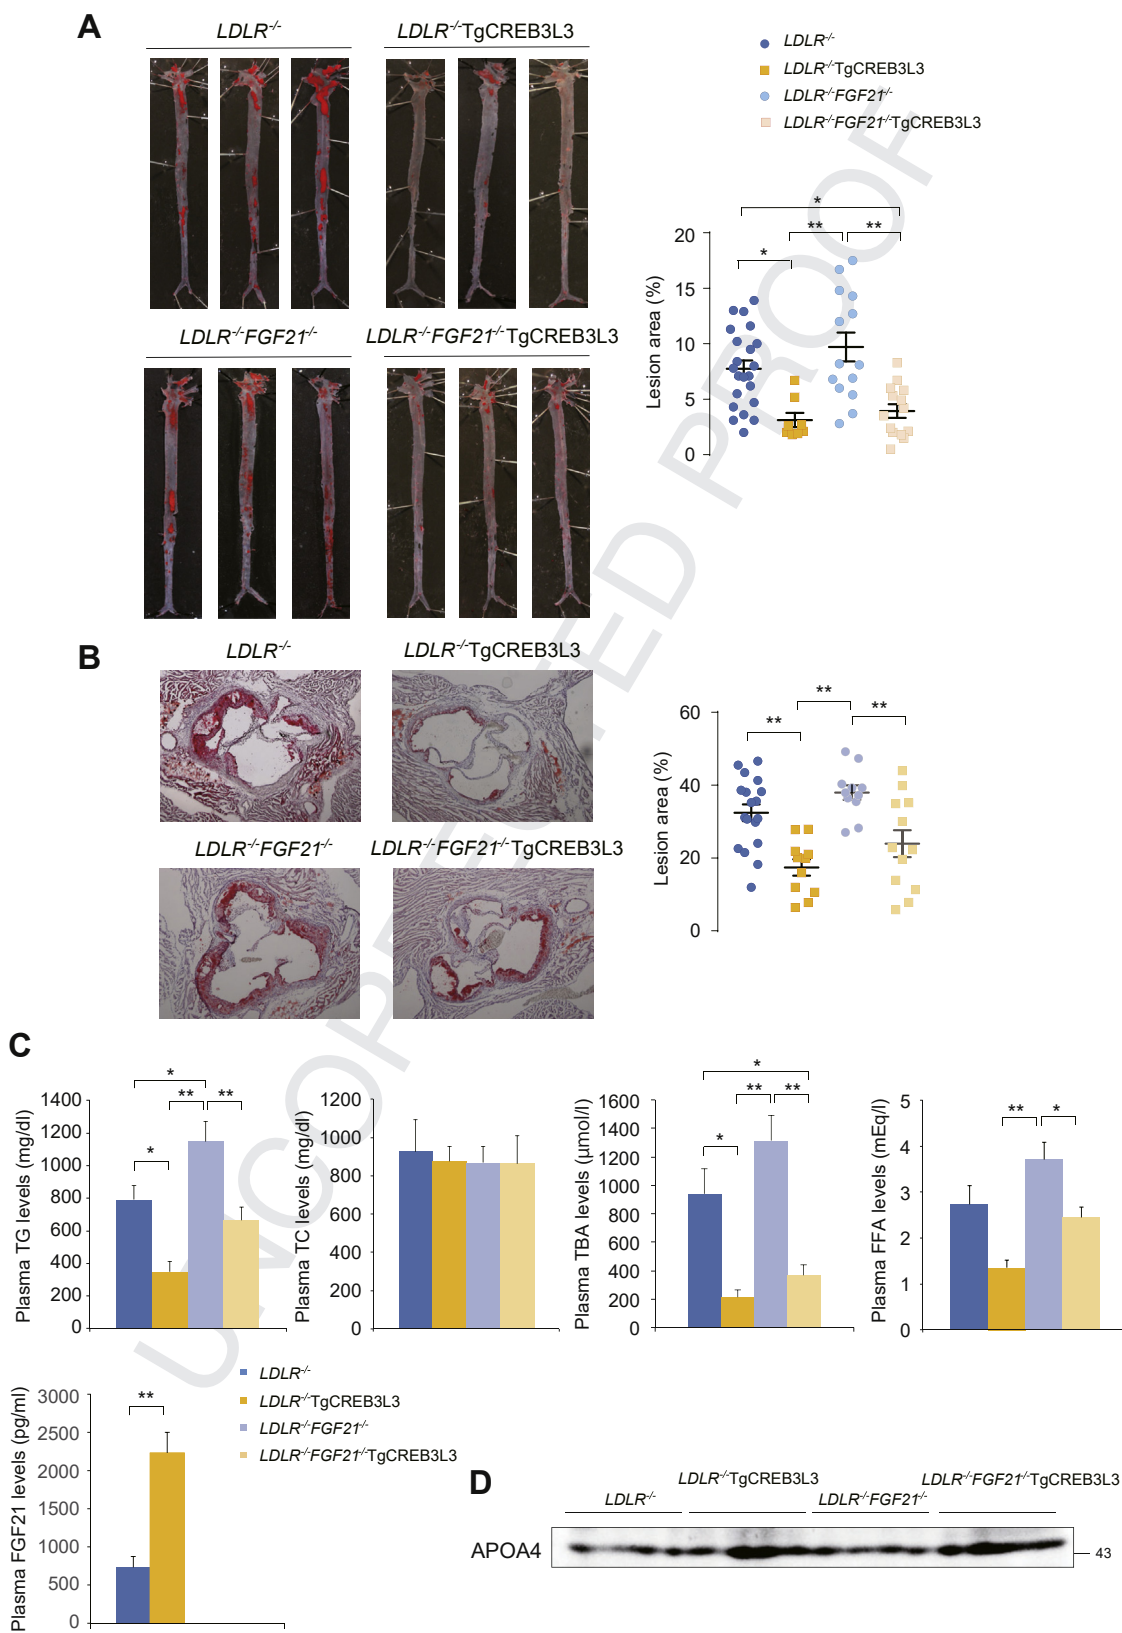 A
LDLR-/-
LDLR-/-TgCREB3L3
LDLR-/-
LDLR-/-TgCREB3L3
LDLR-/-FGF21-/-
LDLR-/-FGF21-/-TgCREB3L3
LDLR-/-FGF21-/-
LDLR-/-FGF21-/-TgCREB3L3
Lesion area (%)
20
15
10
5
0
*
**
**
*
B
LDLR-/-
LDLR-/-TgCREB3L3
LDLR-/-FGF21-/-
LDLR-/-FGF21-/-TgCREB3L3
Lesion area (%)
60
40
20
0
**
**
**
C
Plasma TG levels (mg/dl)
1400
1200
1000
800
600
400
200
0
*
**
**
*
Plasma TC levels (mg/dl)
1200
1000
800
600
400
200
0
Plasma TBA levels (µmol/l)
1600
1400
1200
1000
800
600
400
200
0
*
**
**
*
Plasma FFA levels (mEq/l)
5
4
3
2
1
0
**
*
Plasma FGF21 levels (pg/ml)
3000
2500
2000
1500
1000
500
0
**
LDLR-/-
LDLR-/-TgCREB3L3
LDLR-/-FGF21-/-
LDLR-/-FGF21-/-TgCREB3L3
D
LDLR-/-
LDLR-/-TgCREB3L3
LDLR-/-FGF21-/-
LDLR-/-FGF21-/-TgCREB3L3
APOA4
43
UNCORRECTED PROOF